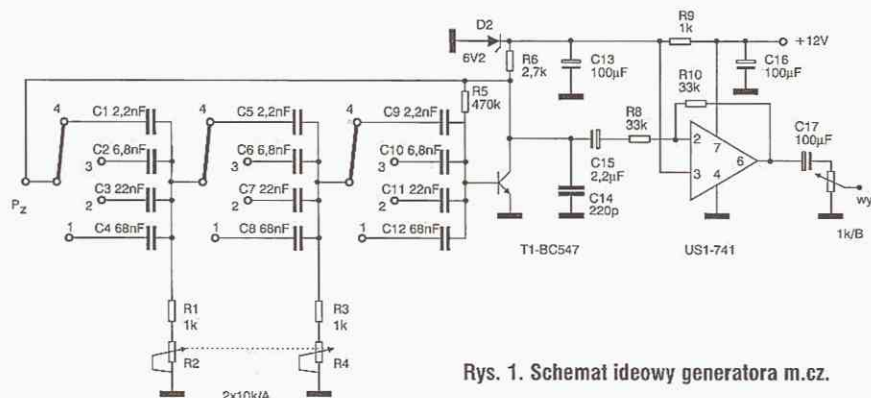 D2
6V2
R6
2,7k
C13
100µF
R9
1k
+12V
C16
100µF
R5
470k
R10
33k
R8
33k
C15
2,2µF
C14
220p
2
3
7
4
6
C17
100µF
wy
1k/B
T1-BC547
US1-741
Pz
4
C1 2,2nF
C2 6,8nF
3
C3 22nF
2
1
C4 68nF
4
C5 2,2nF
C6 6,8nF
3
C7 22nF
2
1
C8 68nF
4
C9 2,2nF
C10 6,8nF
3
C11 22nF
2
1
C12 68nF
R1
1k
R2
R3
1k
R4
2x10k/A
Rys. 1. Schemat ideowy generatora m.cz.